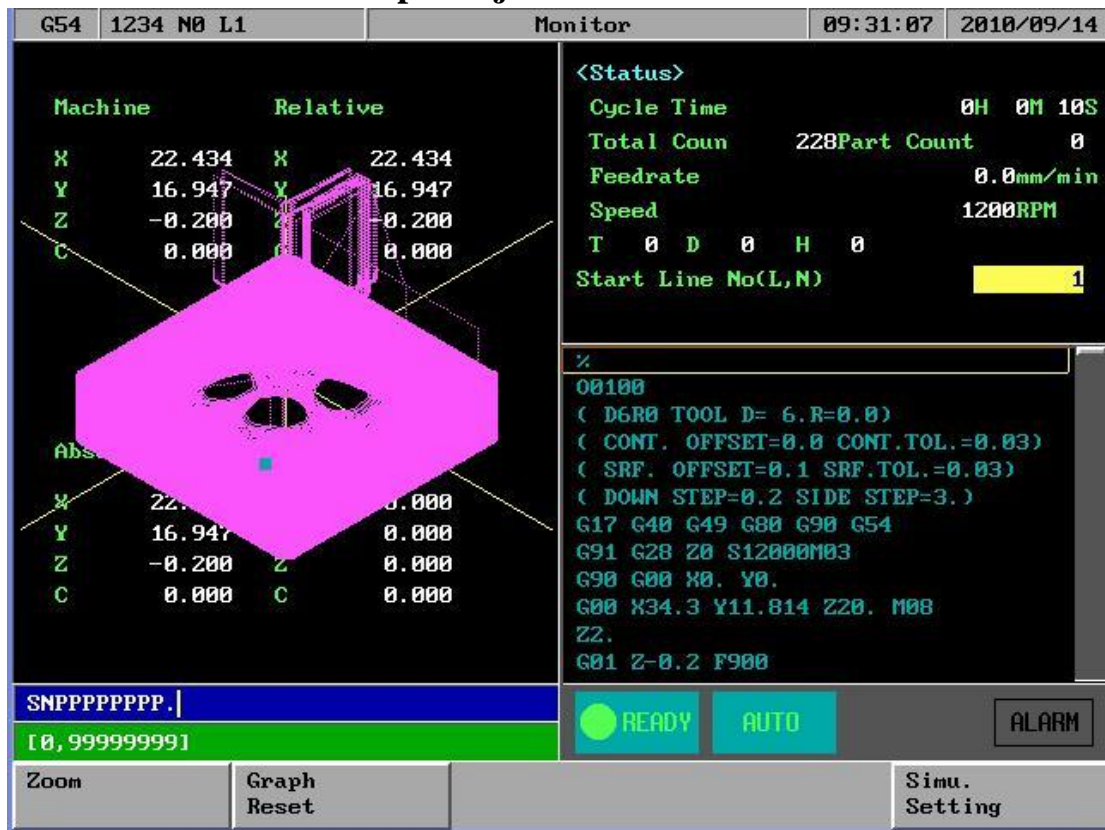 G54 1234 N0 L1 Monitor 09:31:07 2010/09/14
Machine Relative
X 22.434 X 22.434
Y 16.947 Y 16.947
Z -0.200 Z -0.200
C 0.000 0.000
Abs
X 22. 0.000
Y 16.947 0.000
Z -0.200 Z 0.000
C 0.000 C 0.000
<Status>
Cycle Time 0H 0M 10S
Total Coun 228Part Count 0
Feedrate 0.0mm/min
Speed 1200RPM
T 0 D 0 H 0
Start Line No(L,N) 1
%
O0100
( D6R0 TOOL D= 6.R=0.0)
( CONT. OFFSET=0.0 CONT.TOL.=0.03)
( SRF. OFFSET=0.1 SRF.TOL.=0.03)
( DOWN STEP=0.2 SIDE STEP=3.)
G17 G40 G49 G80 G90 G54
G91 G28 Z0 S12000M03
G90 G00 X0. Y0.
G00 X34.3 Y11.814 Z20. M08
Z2.
G01 Z-0.2 F900
SNPPPPPPPP.
[0,99999999]
READY AUTO ALARM
Zoom
Graph
Reset
Simu.
Setting